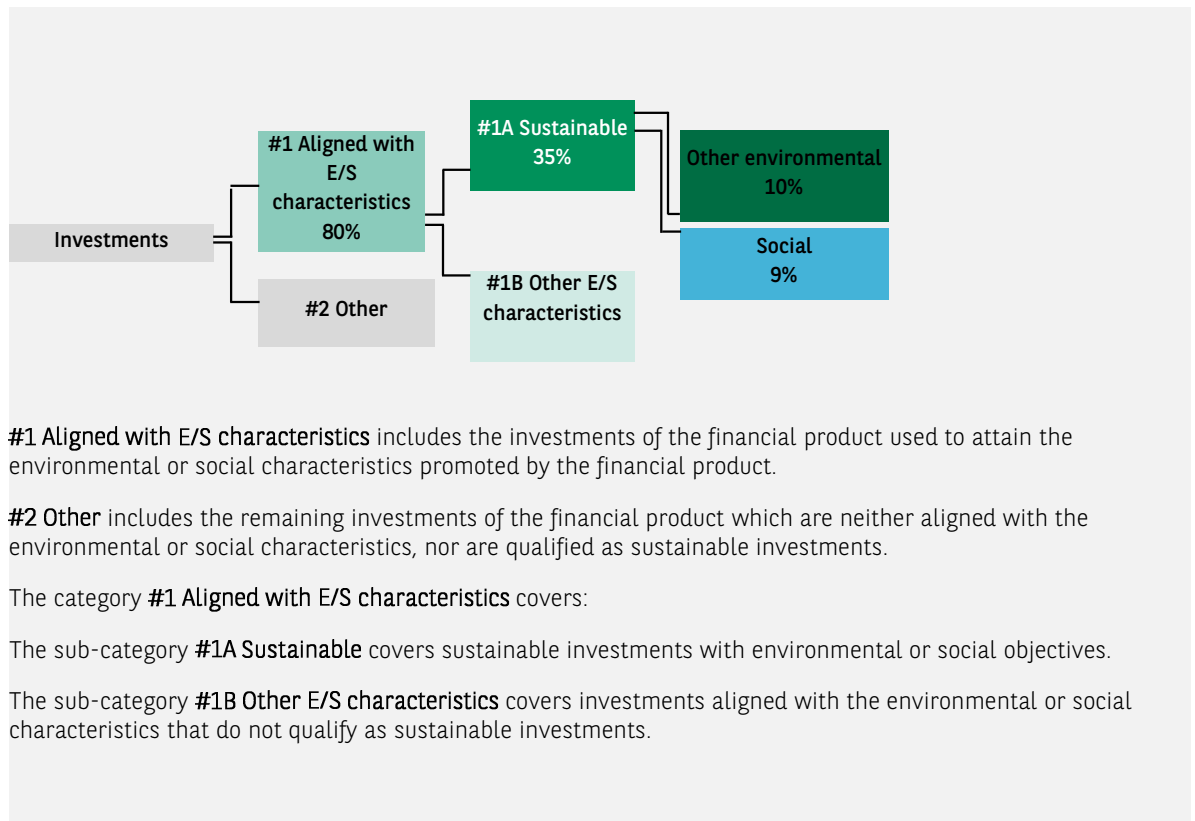 #1A Sustainable
35%
#1 Aligned with
E/S
characteristics
80%
Other environmental
10%
Investments
Social
9%
#2 Other
#1B Other E/S
characteristics
#1 Aligned with E/S characteristics includes the investments of the financial product used to attain the
environmental or social characteristics promoted by the financial product.
#2 Other includes the remaining investments of the financial product which are neither aligned with the
environmental or social characteristics, nor are qualified as sustainable investments.
The category #1 Aligned with E/S characteristics covers:
The sub-category #1A Sustainable covers sustainable investments with environmental or social objectives.
The sub-category #1B Other E/S characteristics covers investments aligned with the environmental or social
characteristics that do not qualify as sustainable investments.